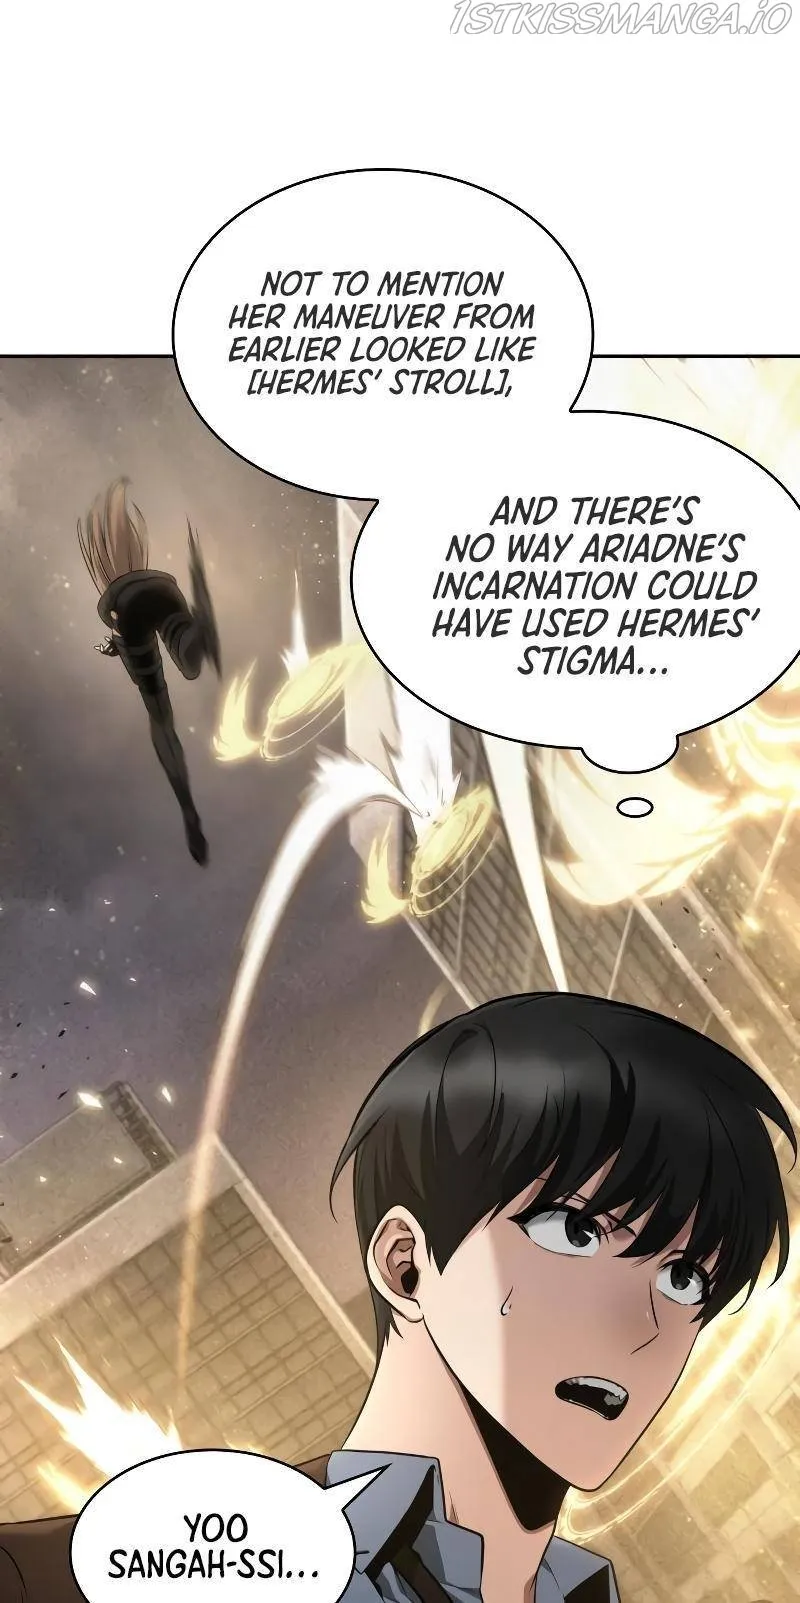 1STKISSMANGA.IO
NOT TO MENTION
HER MANEUVER FROM
EARLIER LOOKED LIKE
[HERMES' STROLL],
AND THERE'S
NO WAY ARIADNE'S
INCARNATION COULD
HAVE USED HERMES'
STIGMA...
YOO
SANGAH-SSI...